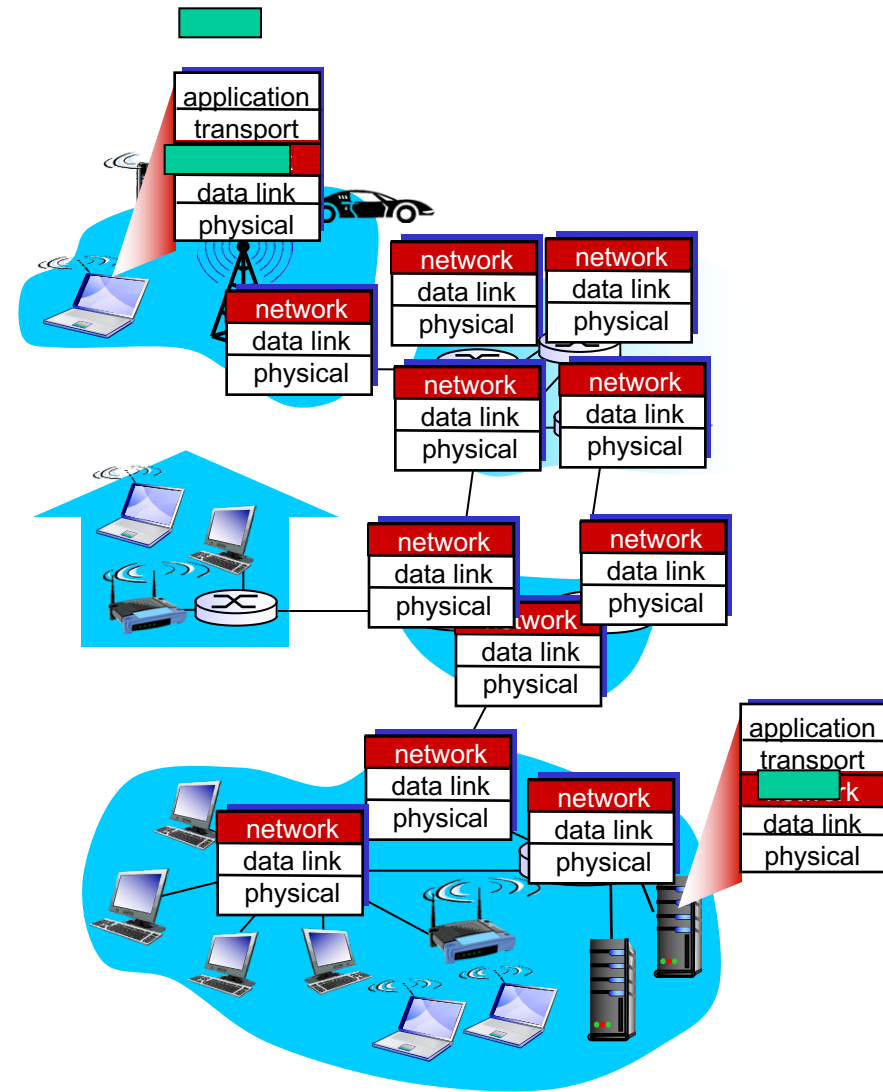 application
transport
data link
physical
network
data link
physical
network
data link
physical
network
data link
physical
network
data link
physical
network
data link
physical
network
data link
physical
network
data link
physical
network
data link
physical
application
transport
data link
physical
network
data link
physical
network
data link
physical
network
data link
physical